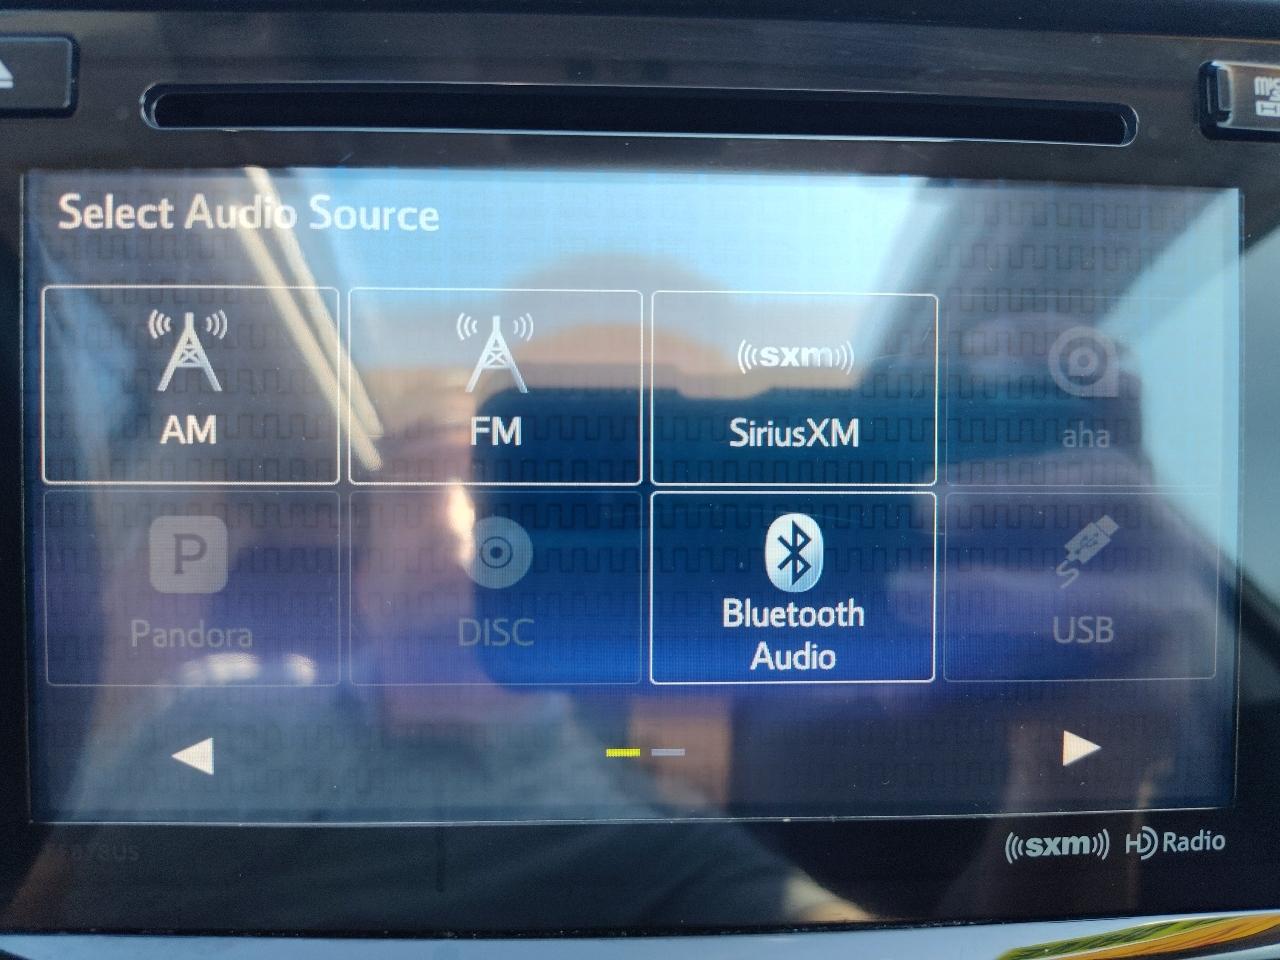 Select Audio Source
AM
FM
sxm
SiriusXM
aha
P
Pandora
DISC
Bluetooth
Audio
USB
sxm HD Radio